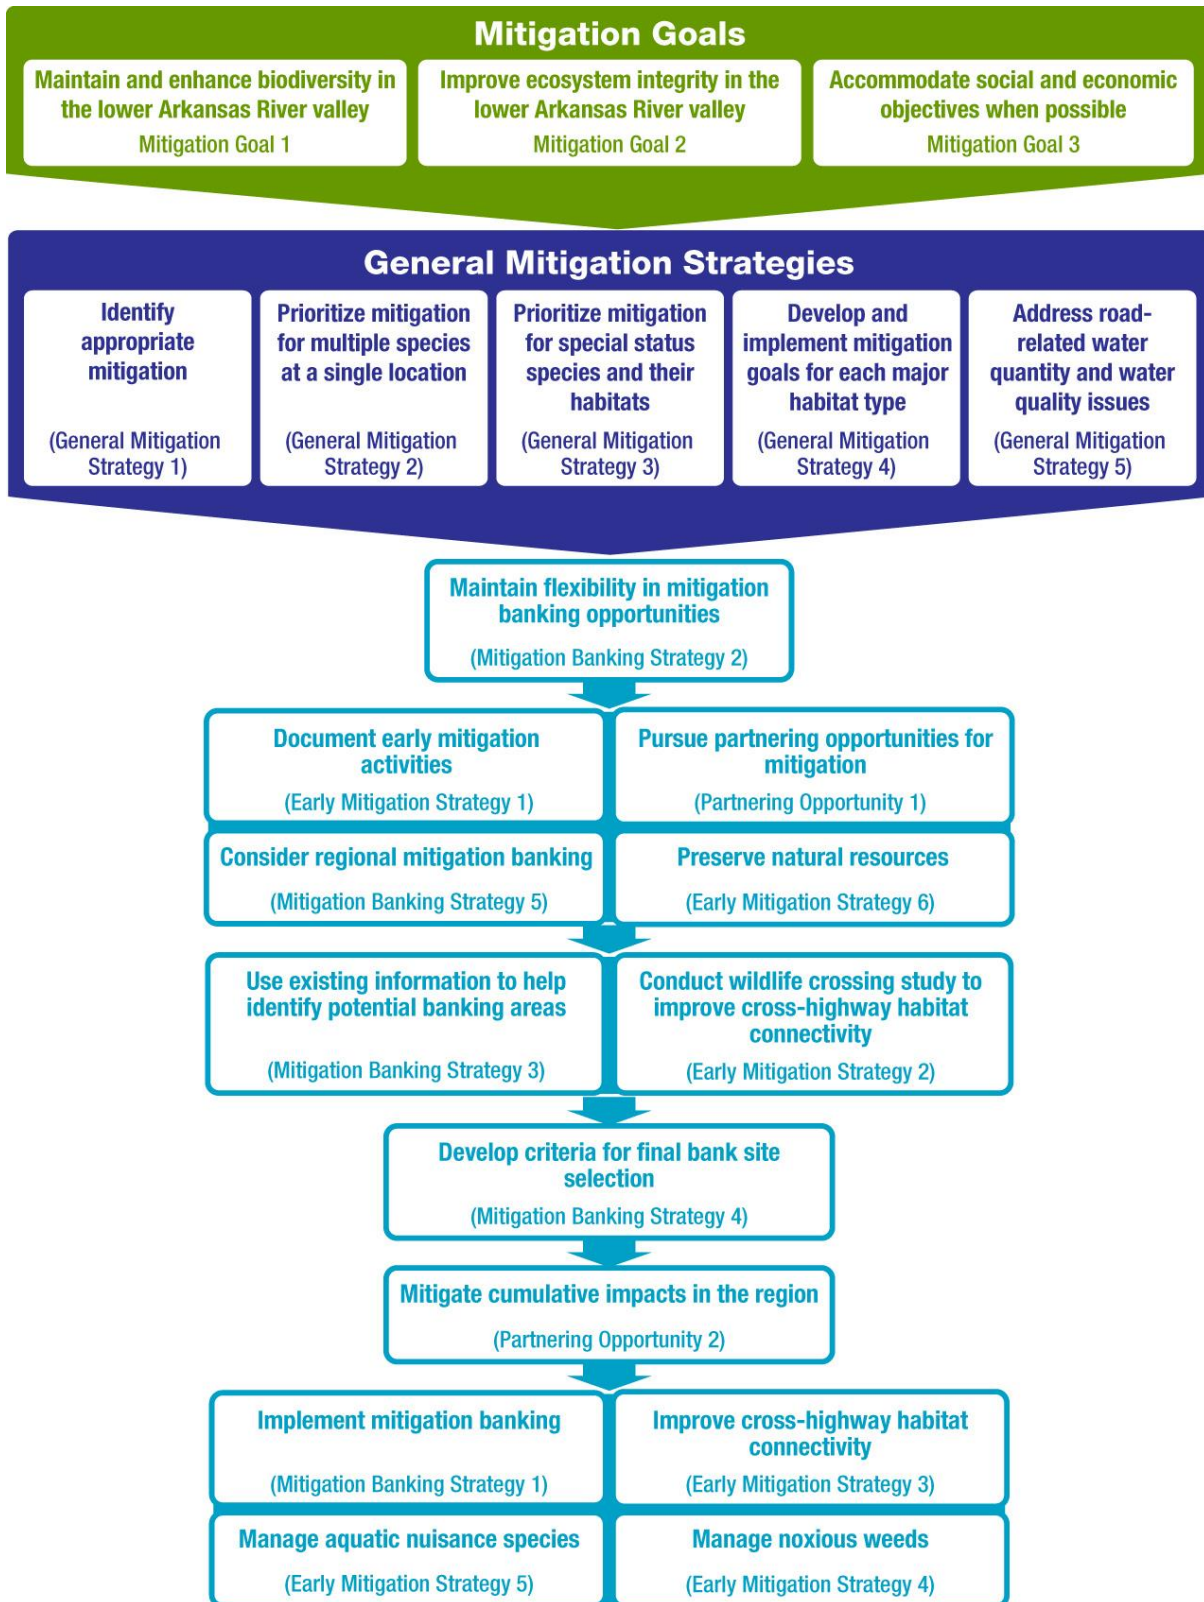 Mitigation Goals
Maintain and enhance biodiversity in
the lower Arkansas River valley
Mitigation Goal 1
Improve ecosystem integrity in the
lower Arkansas River valley
Mitigation Goal 2
Accommodate social and economic
objectives when possible
Mitigation Goal 3
General Mitigation Strategies
Identify
appropriate
mitigation
(General Mitigation
Strategy 1)
Prioritize mitigation
for multiple species
at a single location
(General Mitigation
Strategy 2)
Prioritize mitigation
for special status
species and their
habitats
(General Mitigation
Strategy 3)
Develop and
implement mitigation
goals for each major
habitat type
(General Mitigation
Strategy 4)
Address road-
related water
quantity and water
quality issues
(General Mitigation
Strategy 5)
Maintain flexibility in mitigation
banking opportunities
(Mitigation Banking Strategy 2)
Document early mitigation
activities
(Early Mitigation Strategy 1)
Pursue partnering opportunities for
mitigation
(Partnering Opportunity 1)
Consider regional mitigation banking
(Mitigation Banking Strategy 5)
Preserve natural resources
(Early Mitigation Strategy 6)
Use existing information to help
identify potential banking areas
(Mitigation Banking Strategy 3)
Conduct wildlife crossing study to
improve cross-highway habitat
connectivity
(Early Mitigation Strategy 2)
Develop criteria for final bank site
selection
(Mitigation Banking Strategy 4)
Mitigate cumulative impacts in the region
(Partnering Opportunity 2)
Implement mitigation banking
(Mitigation Banking Strategy 1)
Improve cross-highway habitat
connectivity
(Early Mitigation Strategy 3)
Manage aquatic nuisance species
(Early Mitigation Strategy 5)
Manage noxious weeds
(Early Mitigation Strategy 4)